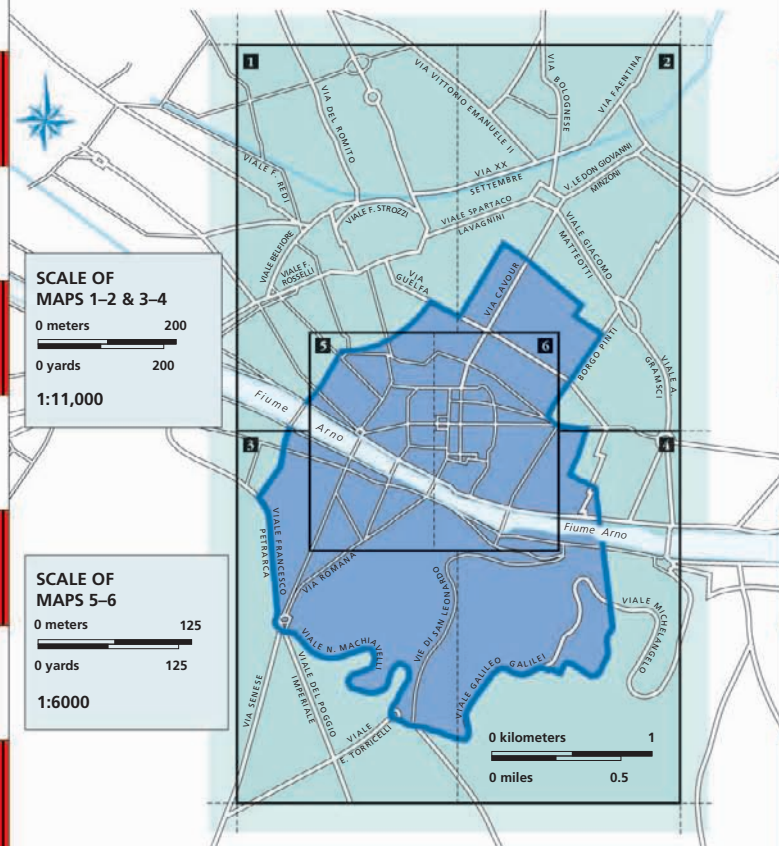 1
2
VIA VITTORIO EMANUELE II
VIA BOLOGNESE
VIA FAENTINA
VIA DEL ROMITO
VIALE F. REDI
VIA XX
SETTEMBRE
V. LE DON GIOVANNI
MINZONI
VIALE F. STROZZI
VIALE SPARTACO
LAVAGNINI
VIALE GIACOMO
MATTEOTTI
VIALE BELFIORE
VIALE F.
ROSSELLI
VIA
GUELFA
VIA CAVOUR
SCALE OF
MAPS 1–2 & 3–4
0 meters 200
0 yards 200
1:11,000
5
6
BORGO PINTI
VIALE A.
GRAMSCI
Fiume Arno
3
4
Fiume Arno
VIALE FRANCESCO
PETRARCA
VIA ROMANA
VIE DI SAN LEONARDO
SCALE OF
MAPS 5–6
0 meters 125
0 yards 125
1:6000
VIALE MICHELANGELO
VIALE N. MACHIAVELLI
VIALE GALILEO GALILEI
VIA SENESE
VIALE DEL POGGIO
IMPERIALE
VIALE
E. TORRICELLI
0 kilometers 1
0 miles 0.5